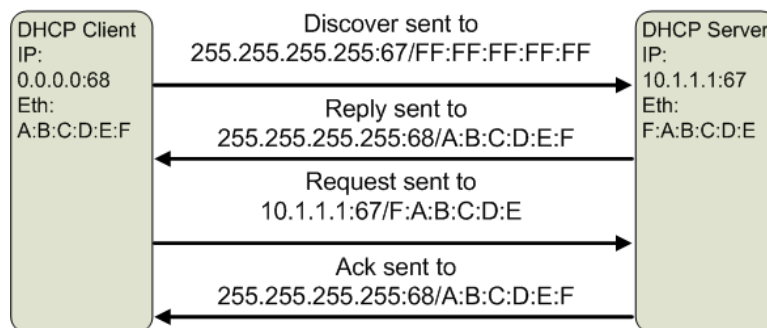 DHCP Client
IP:
0.0.0.0:68
Eth:
A:B:C:D:E:F
Discover sent to
255.255.255.255:67/FF:FF:FF:FF:FF
Reply sent to
255.255.255.255:68/A:B:C:D:E:F
Request sent to
10.1.1.1:67/F:A:B:C:D:E
Ack sent to
255.255.255.255:68/A:B:C:D:E:F
DHCP Server
IP:
10.1.1.1:67
Eth:
F:A:B:C:D:E